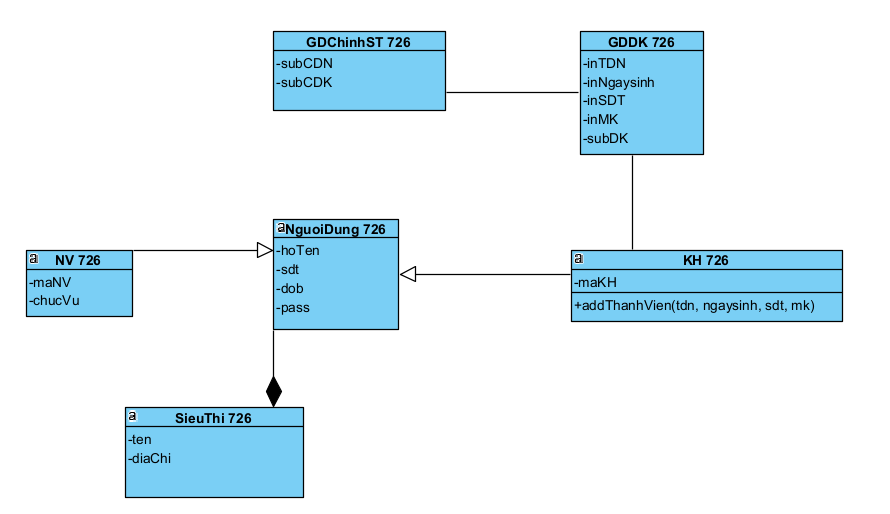 GDChinhST 726
-subCDN
-subCDK
GDDK 726
-inTDN
-inNgaysinh
-inSDT
-inMK
-subDK
a
NguoiDung 726
-hoTen
-sdt
-dob
-pass
a
NV 726
-maNV
-chucVu
a
KH 726
-maKH
+addThanhVien(tdn, ngaysinh, sdt, mk)
a
SieuThi 726
-ten
-diaChi